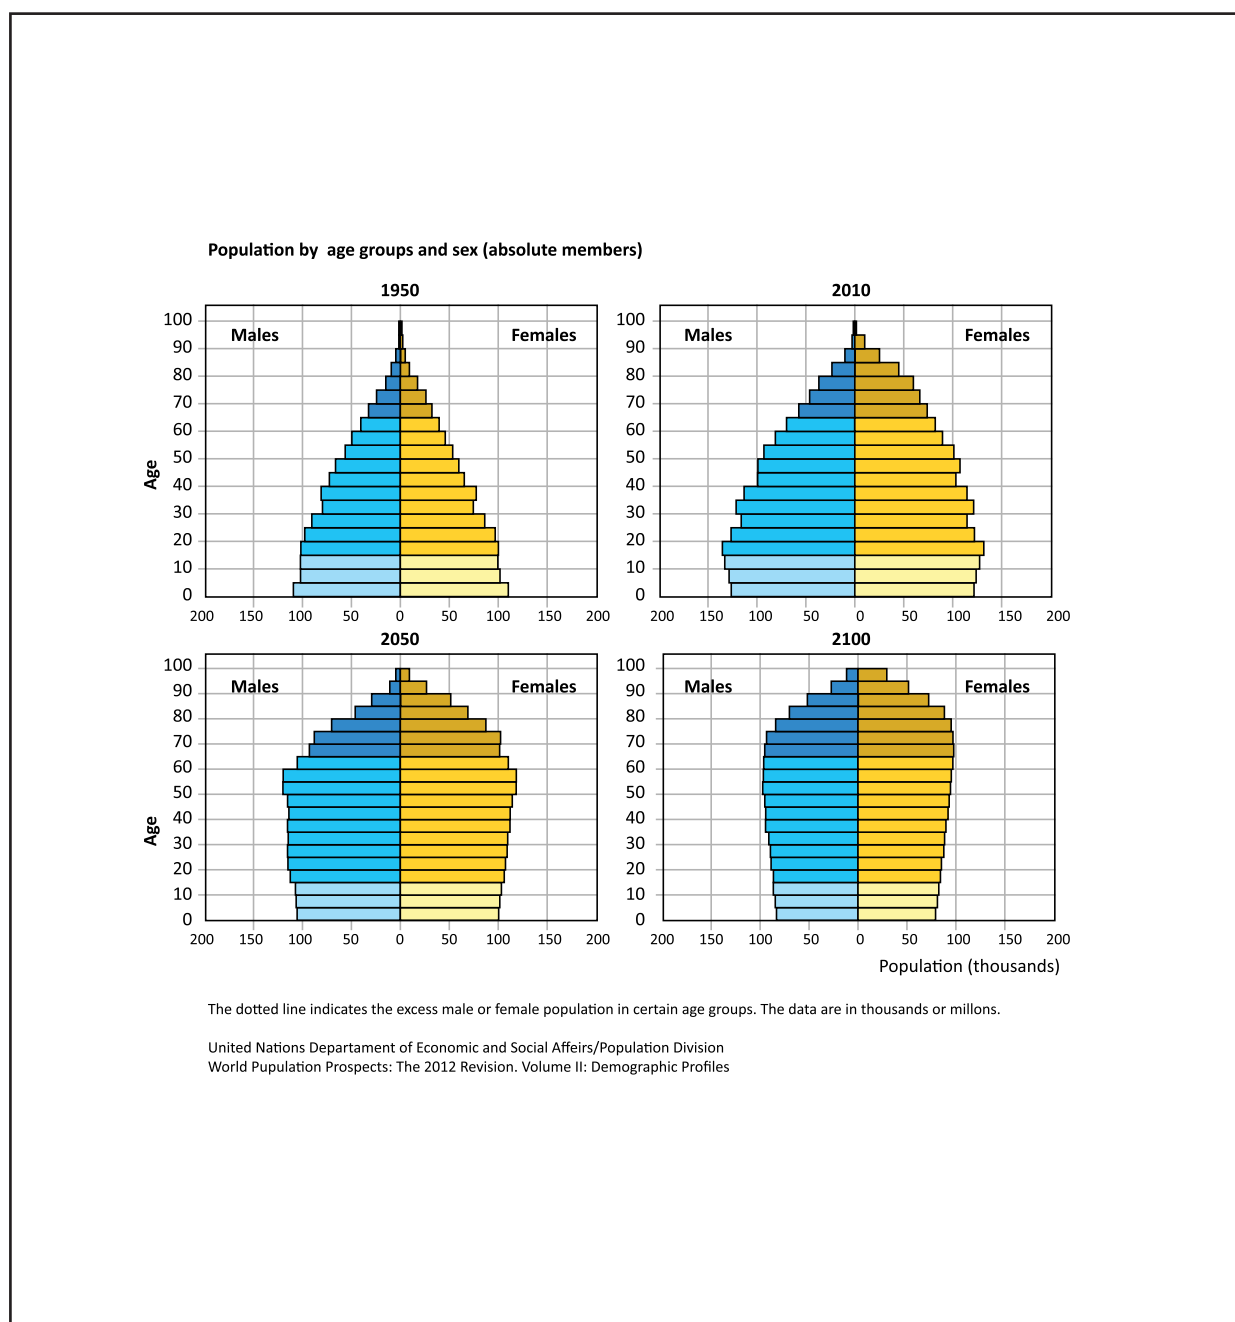 Population by  age groups and sex (absolute members)
1950
2010
100
90
80
70
60
50
40
30
20
10
0
Age
Males
Females
200 150 100 50 0 50 100 150 200
100
90
80
70
60
50
40
30
20
10
0
Males
Females
200 150 100 50 0 50 100 150 200
2050
2100
100
90
80
70
60
50
40
30
20
10
0
Age
Males
Females
200 150 100 50 0 50 100 150 200
100
90
80
70
60
50
40
30
20
10
0
Males
Females
200 150 100 50 0 50 100 150 200
Population (thousands)
The dotted line indicates the excess male or female population in certain age groups. The data are in thousands or millons.
United Nations Departament of Economic and Social Affeirs/Population Division
World Pupulation Prospects: The 2012 Revision. Volume II: Demographic Profiles